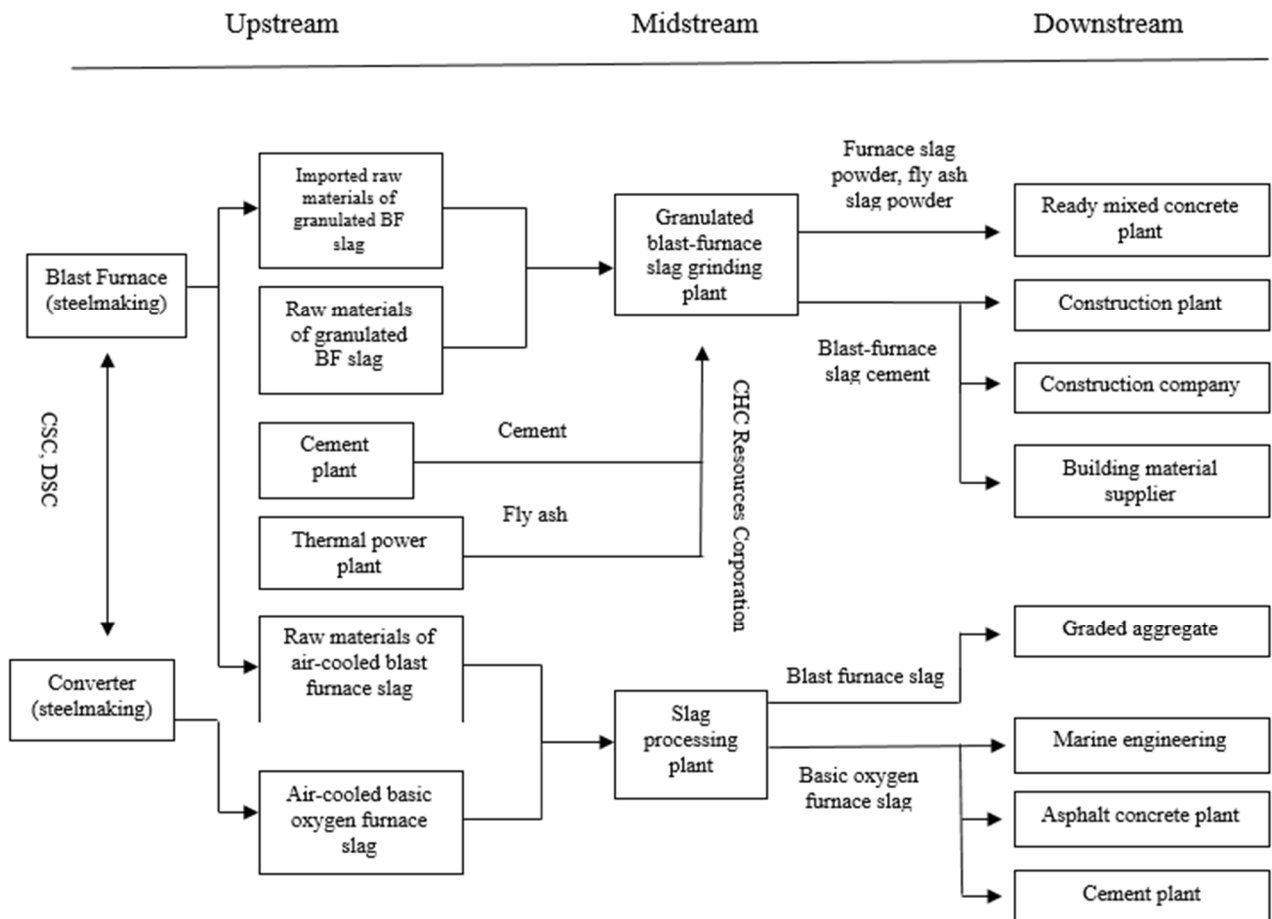 Upstream
Midstream
Downstream
Blast Furnace
(steelmaking)
CSC, DSC
Converter
(steelmaking)
Imported raw
materials of
granulated BF
slag
Raw materials
of granulated
BF slag
Cement
plant
Thermal power
plant
Raw materials of
air-cooled blast
furnace slag
Air-cooled basic
oxygen furnace
slag
Cement
Fly ash
Granulated
blast-furnace
slag grinding
plant
CHC Resources Corporation
Slag
processing
plant
Furnace slag
powder, fly ash
slag powder
Blast-furnace
slag cement
Blast furnace slag
Basic oxygen
furnace slag
Ready mixed concrete
plant
Construction plant
Construction company
Building material
supplier
Graded aggregate
Marine engineering
Asphalt concrete plant
Cement plant